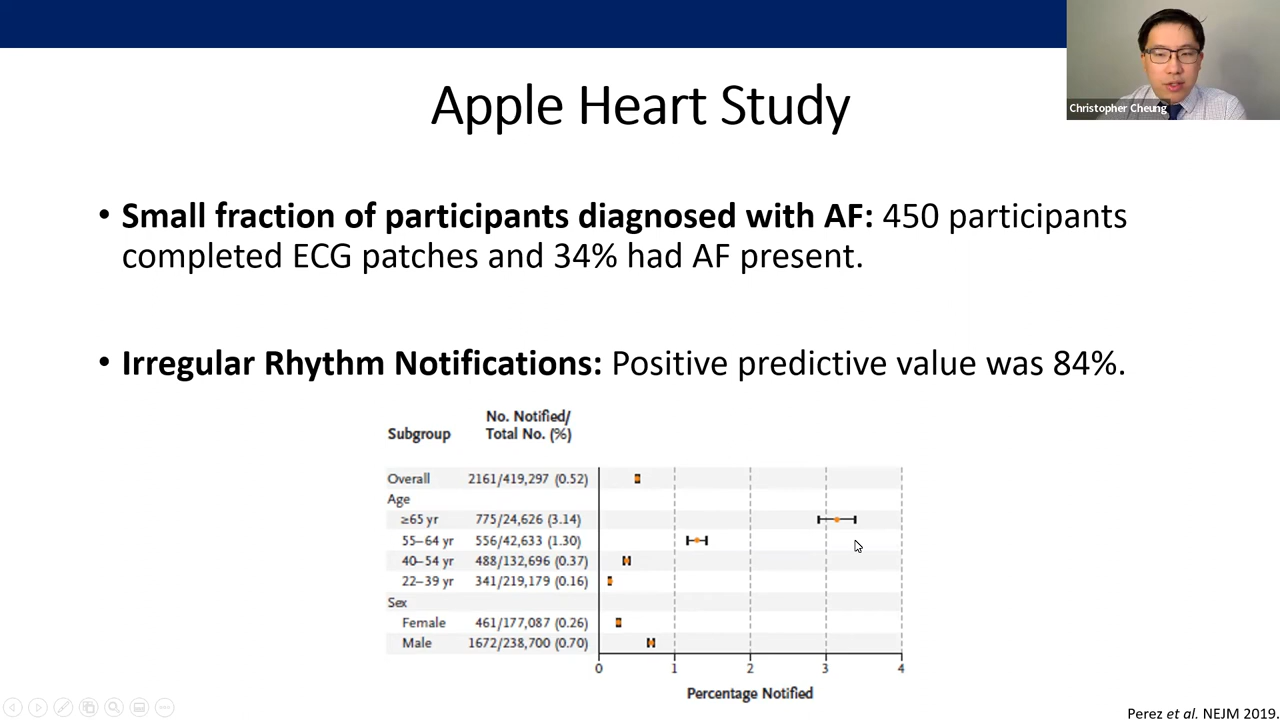 Christopher Cheung
Apple Heart Study
• Small fraction of participants diagnosed with AF: 450 participants
completed ECG patches and 34% had AF present.
• Irregular Rhythm Notifications: Positive predictive value was 84%.
No. Notified/
Subgroup Total No. (%)
Overall 2161/419,297 (0.52)
Age
≥65 yr 775/24,626 (3.14)
55–64 yr 556/42,633 (1.30)
40–54 yr 488/132,696 (0.37)
22–39 yr 341/219,179 (0.16)
Sex
Female 461/177,087 (0.26)
Male 1672/238,700 (0.70)
0 1 2 3 4
Percentage Notified
Perez et al. NEJM 2019.